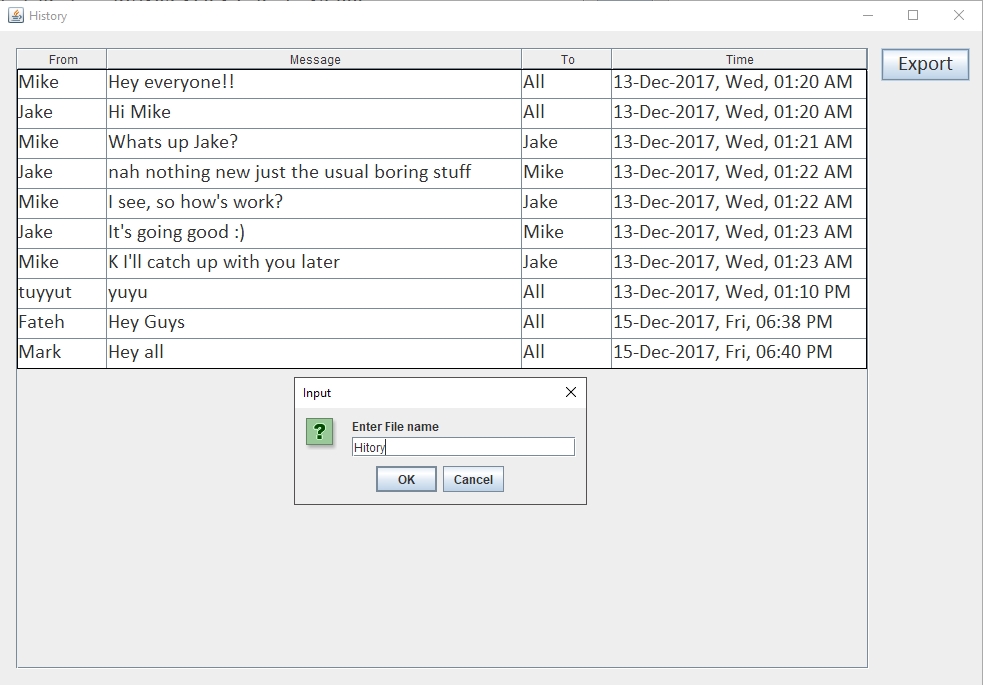 History
From Message To Time
Export
Mike Hey everyone!! All 13-Dec-2017, Wed, 01:20 AM
Jake Hi Mike All 13-Dec-2017, Wed, 01:20 AM
Mike Whats up Jake? Jake 13-Dec-2017, Wed, 01:21 AM
Jake nah nothing new just the usual boring stuff Mike 13-Dec-2017, Wed, 01:22 AM
Mike I see, so how's work? Jake 13-Dec-2017, Wed, 01:22 AM
Jake It's going good :) Mike 13-Dec-2017, Wed, 01:23 AM
Mike K I'll catch up with you later Jake 13-Dec-2017, Wed, 01:23 AM
tuyyut yuyu All 13-Dec-2017, Wed, 01:10 PM
Fateh Hey Guys All 15-Dec-2017, Fri, 06:38 PM
Mark Hey all All 15-Dec-2017, Fri, 06:40 PM
Input
?
Enter File name
Hitory
OK Cancel